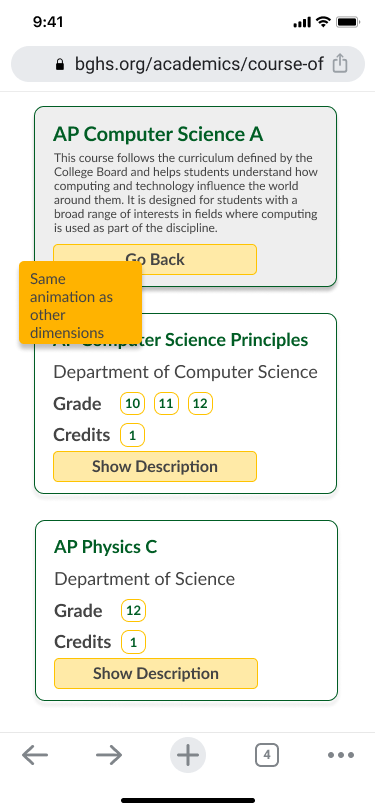 9:41
bghs.org/academics/course-of
AP Computer Science A
This course follows the curriculum defined by the
College Board and helps students understand how
computing and technology influence the world
around them. It is designed for students with a
broad range of interests in fields where computing
is used as part of the discipline.
Go Back
Same
animation as
other
dimensions
AP Computer Science Principles
Department of Computer Science
Grade 10 11 12
Credits 1
Show Description
AP Physics C
Department of Science
Grade 12
Credits 1
Show Description
4